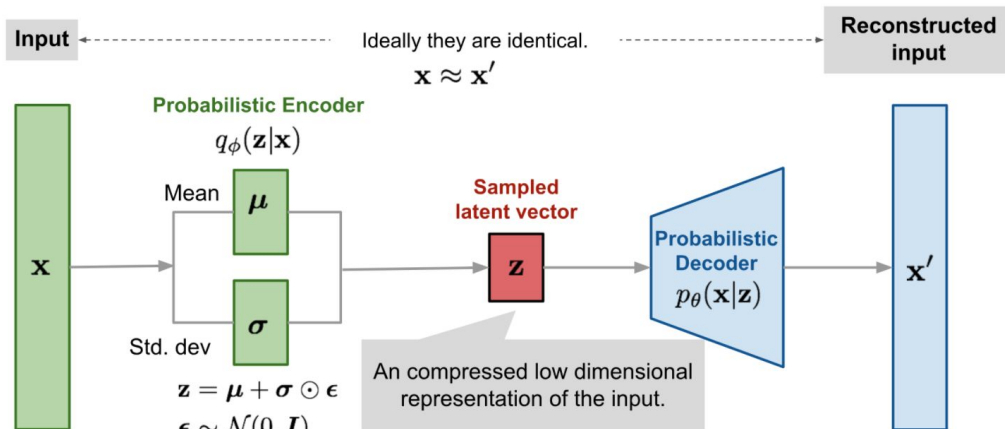 Input
Ideally they are identical.
x ≈ x′
Reconstructed
input
Probabilistic Encoder
qϕ(z|x)
Mean
μ
x
σ
Std. dev
z = μ + σ ⊙ ϵ
ϵ ∼ 𝒩(0, I)
Sampled
latent vector
z
An compressed low dimensional
representation of the input.
Probabilistic
Decoder
pθ(x|z)
x′